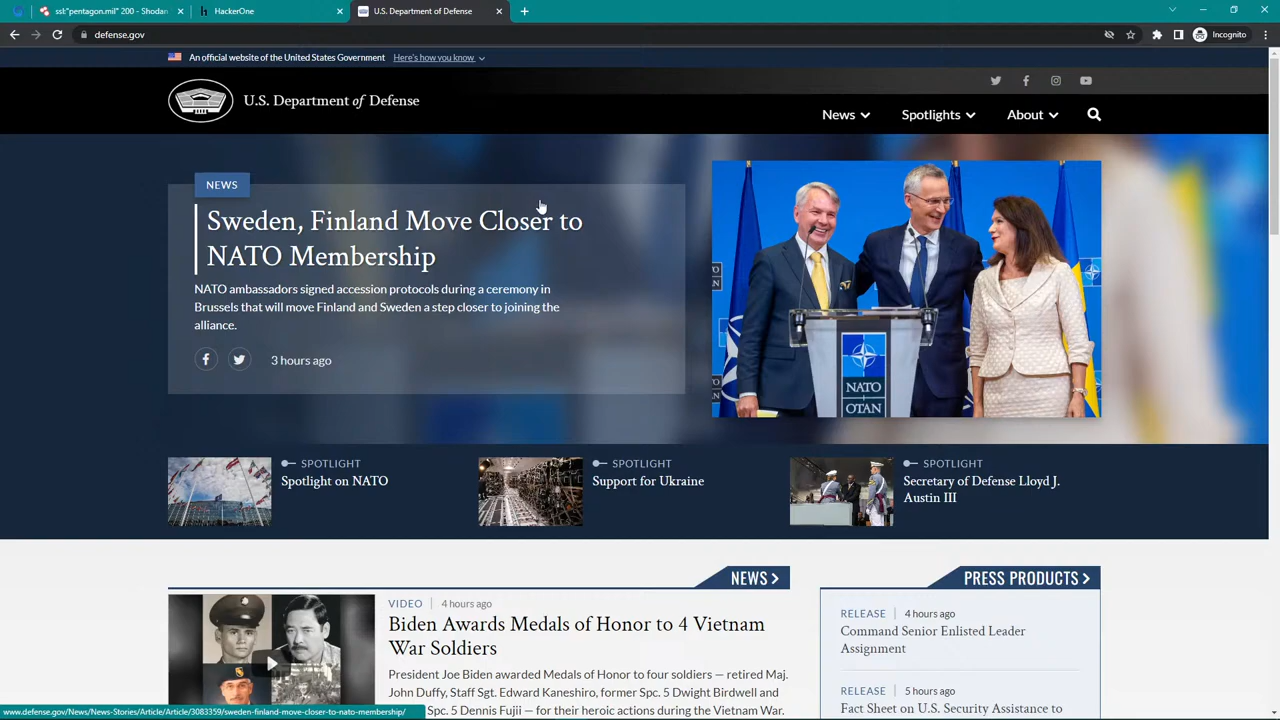 sst:"pentagon.mil" 200 - Shodan
HackerOne
U.S. Department of Defense
defense.gov
Incognito
An official website of the United States Government Here's how you know
U.S. Department of Defense
News Spotlights About
NEWS
Sweden, Finland Move Closer to
NATO Membership
NATO ambassadors signed accession protocols during a ceremony in
Brussels that will move Finland and Sweden a step closer to joining the
alliance.
3 hours ago
NATO
OTAN
SPOTLIGHT
Spotlight on NATO
SPOTLIGHT
Support for Ukraine
SPOTLIGHT
Secretary of Defense Lloyd J.
Austin III
NEWS
VIDEO 4 hours ago
Biden Awards Medals of Honor to 4 Vietnam
War Soldiers
President Joe Biden awarded Medals of Honor to four soldiers — retired Maj.
John Duffy, Staff Sgt. Edward Kaneshiro, former Spc. 5 Dwight Birdwell and
Spc. 5 Dennis Fujii — for their heroic actions during the Vietnam War.
PRESS PRODUCTS
RELEASE 4 hours ago
Command Senior Enlisted Leader
Assignment
RELEASE 5 hours ago
Fact Sheet on U.S. Security Assistance to
www.defense.gov/News/News-Stories/Article/Article/3083359/sweden-finland-move-closer-to-nato-membership/